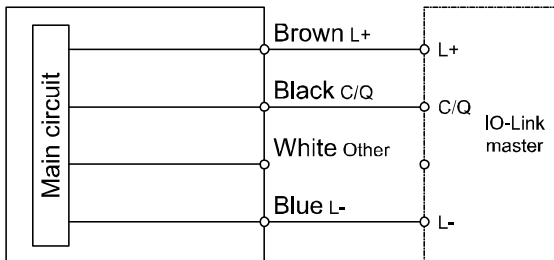 Main circuit
Brown L+
L+
Black C/Q
C/Q
IO-Link
master
White Other
Blue L-
L-